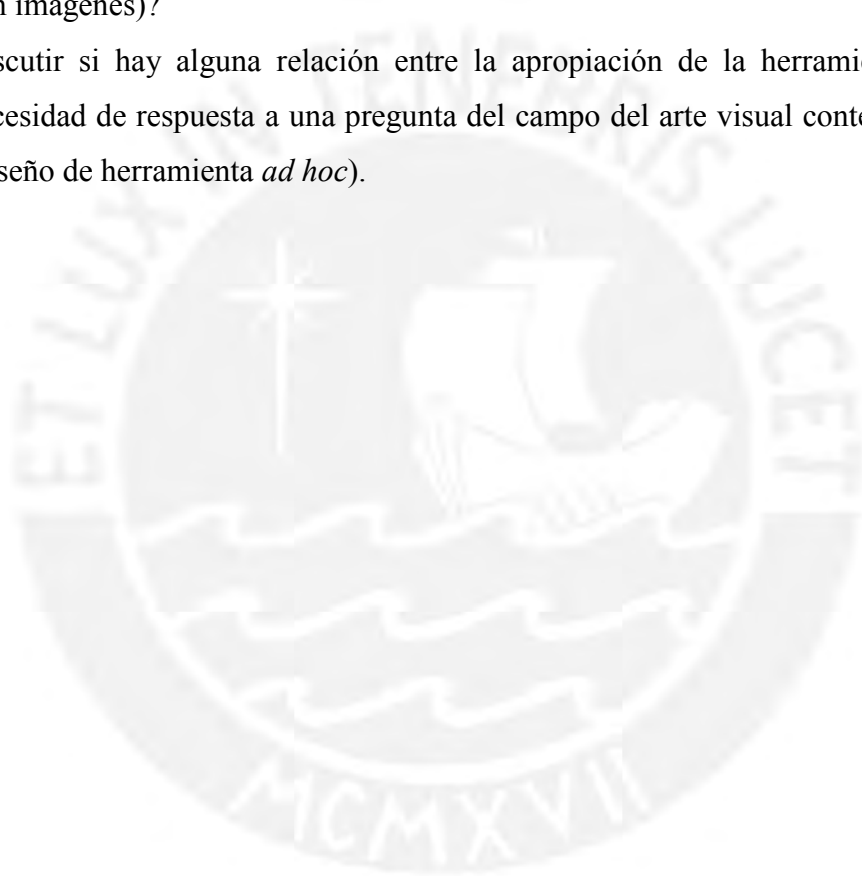 n imágenes)?
scutir si hay alguna relación entre la apropiación de la herrami
cesidad de respuesta a una pregunta del campo del arte visual conte
seño de herramienta ad hoc).
ET LUX IN TENEBRIS LUCET
MCMXVII